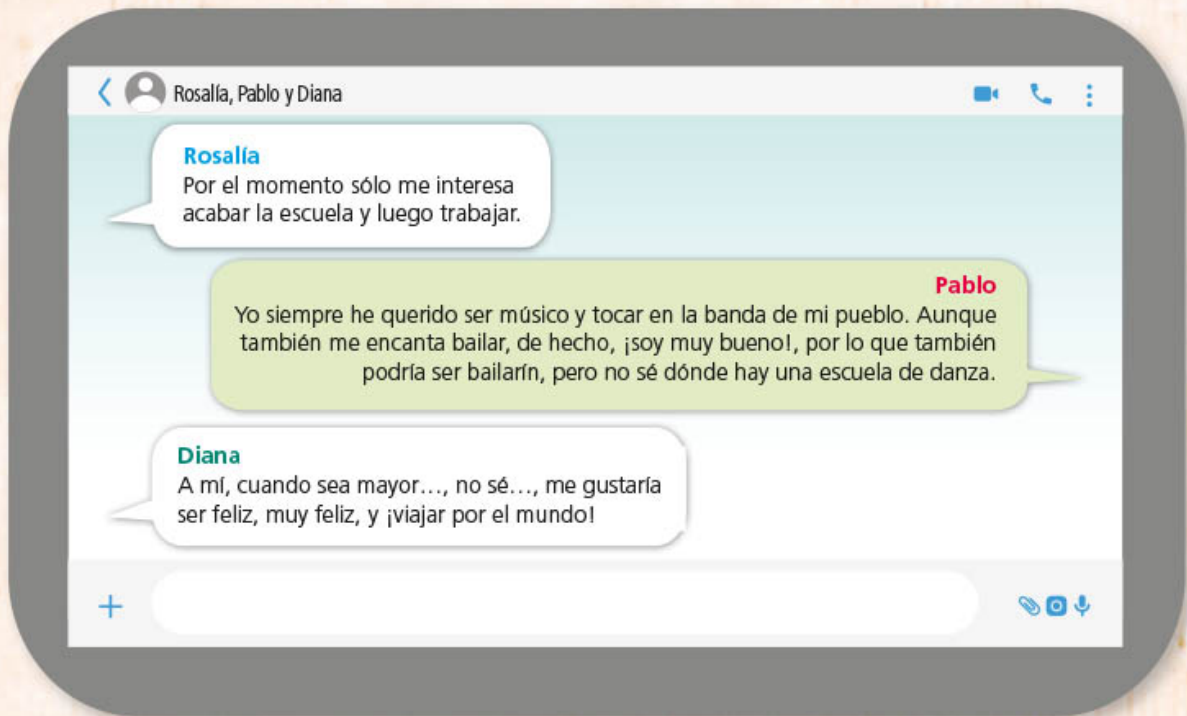 Rosalía, Pablo y Diana
Rosalía
Por el momento sólo me interesa
acabar la escuela y luego trabajar.
Pablo
Yo siempre he querido ser músico y tocar en la banda de mi pueblo. Aunque
también me encanta bailar, de hecho, ¡soy muy bueno!, por lo que también
podría ser bailarín, pero no sé dónde hay una escuela de danza.
Diana
A mí, cuando sea mayor..., no sé..., me gustaría
ser feliz, muy feliz, y ¡viajar por el mundo!